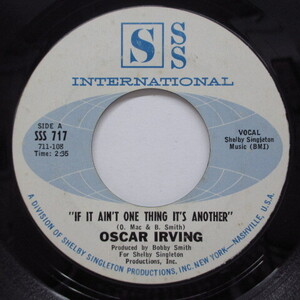 S S S
INTERNATIONAL
SIDE A
SSS 717
711-108
Time: 2:35
VOCAL
Shelby Singleton
Music (BMI)
"IF IT AIN'T ONE THING IT'S ANOTHER"
(O. Mac & B. Smith)
OSCAR IRVING
Produced by Bobby Smith
For Shelby Singleton
Productions, Inc.
A DIVISION OF SHELBY SINGLETON PRODUCTIONS, INC. NEW YORK—NASHVILLE, U.S.A.